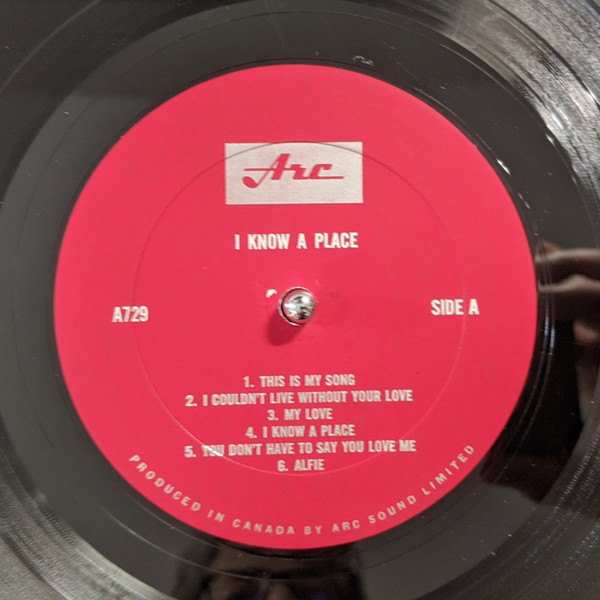 Arc
I KNOW A PLACE
A729
SIDE A
1. THIS IS MY SONG
2. I COULDN'T LIVE WITHOUT YOUR LOVE
3. MY LOVE
4. I KNOW A PLACE
5. YOU DON'T HAVE TO SAY YOU LOVE ME
6. ALFIE
PRODUCED IN CANADA BY ARC SOUND LIMITED